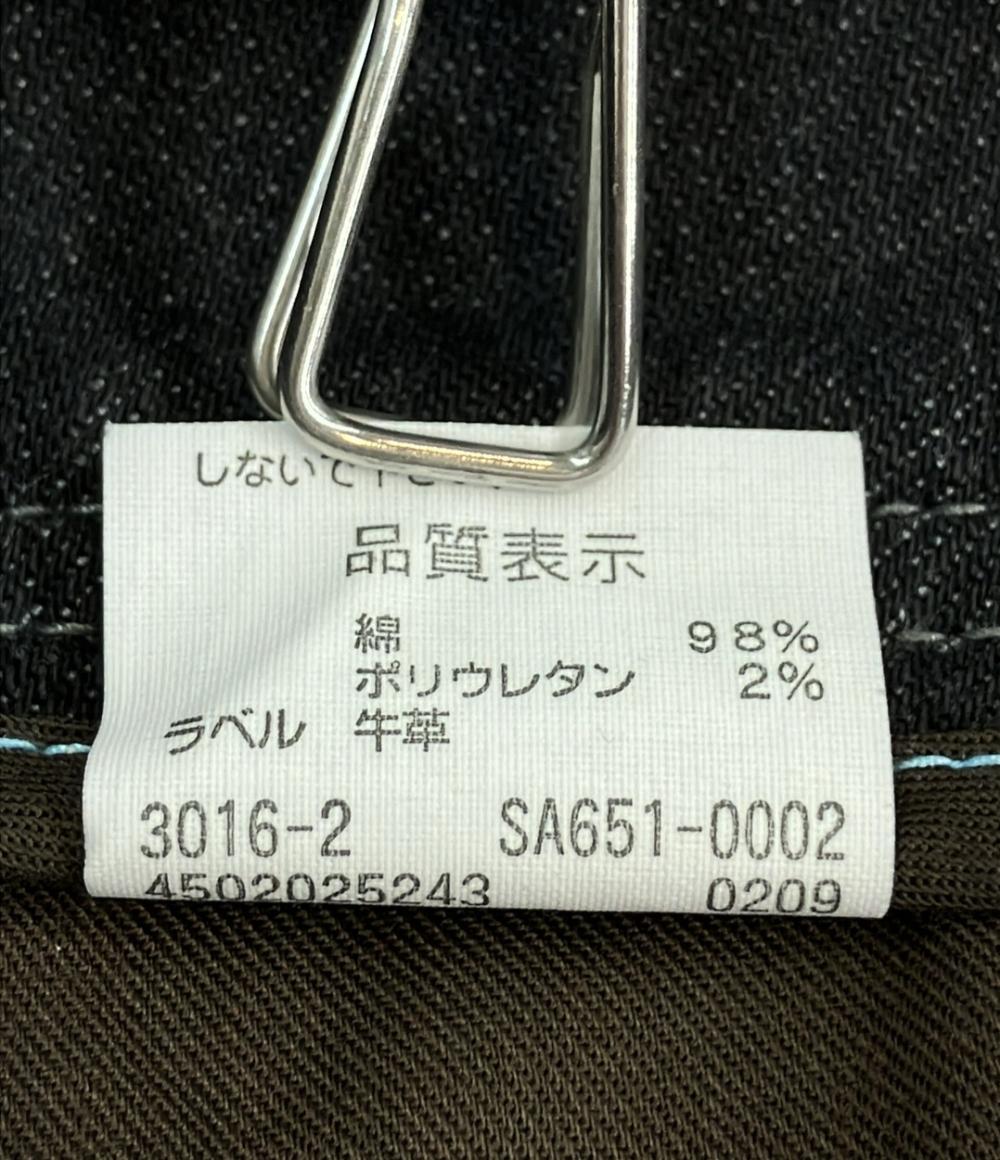 しないで
品質表示
綿 98%
ポリウレタン 2%
ラベル 牛革
3016-2 SA651-0002
4502025243 0209